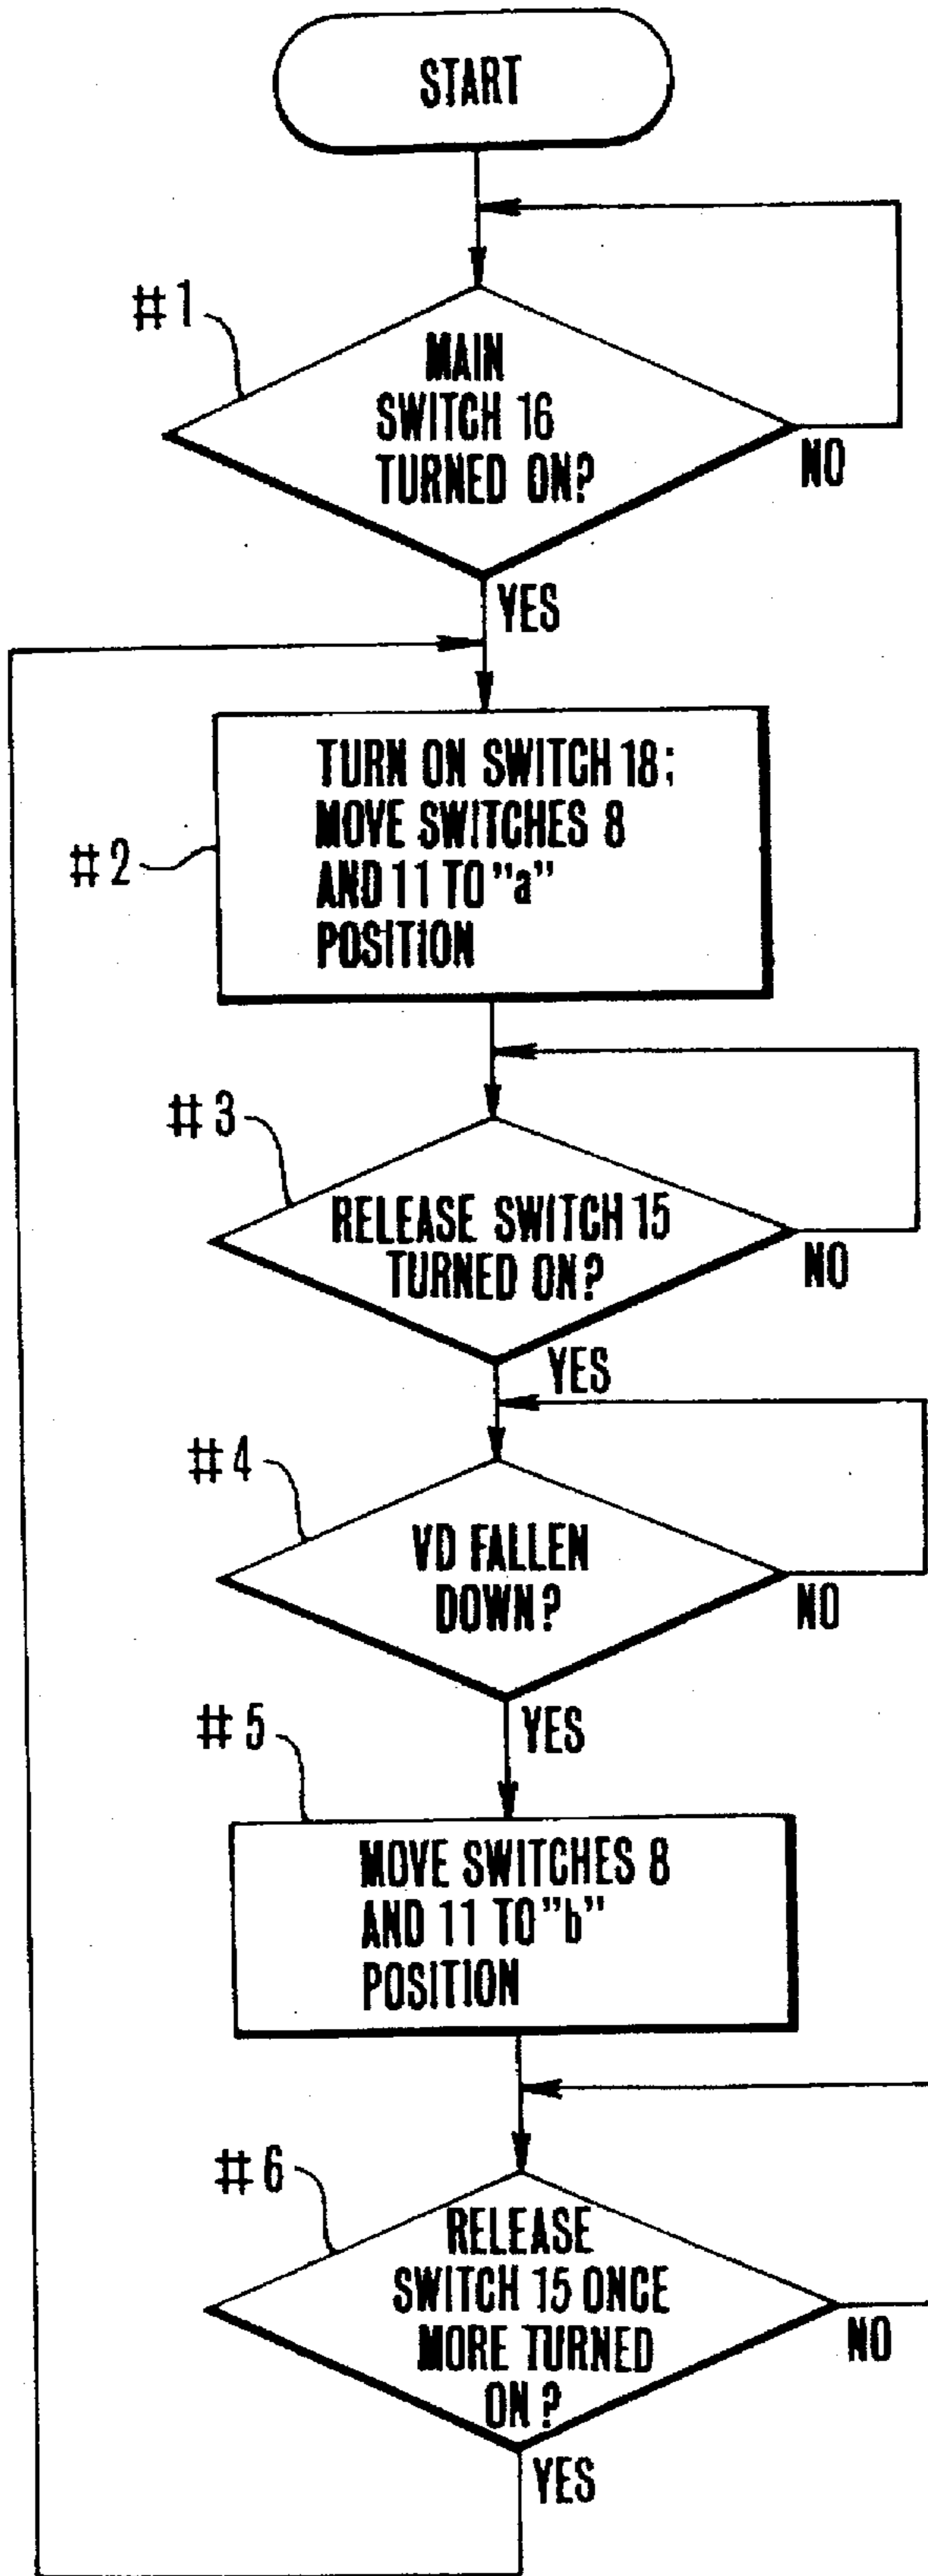 START
#1
MAIN
SWITCH 16
TURNED ON?
NO
YES
#2
TURN ON SWITCH 18;
MOVE SWITCHES 8
AND 11 TO "a"
POSITION
#3
RELEASE SWITCH 15
TURNED ON?
NO
YES
#4
VD FALLEN
DOWN?
NO
YES
#5
MOVE SWITCHES 8
AND 11 TO "b"
POSITION
#6
RELEASE
SWITCH 15 ONCE
MORE TURNED
ON?
NO
YES